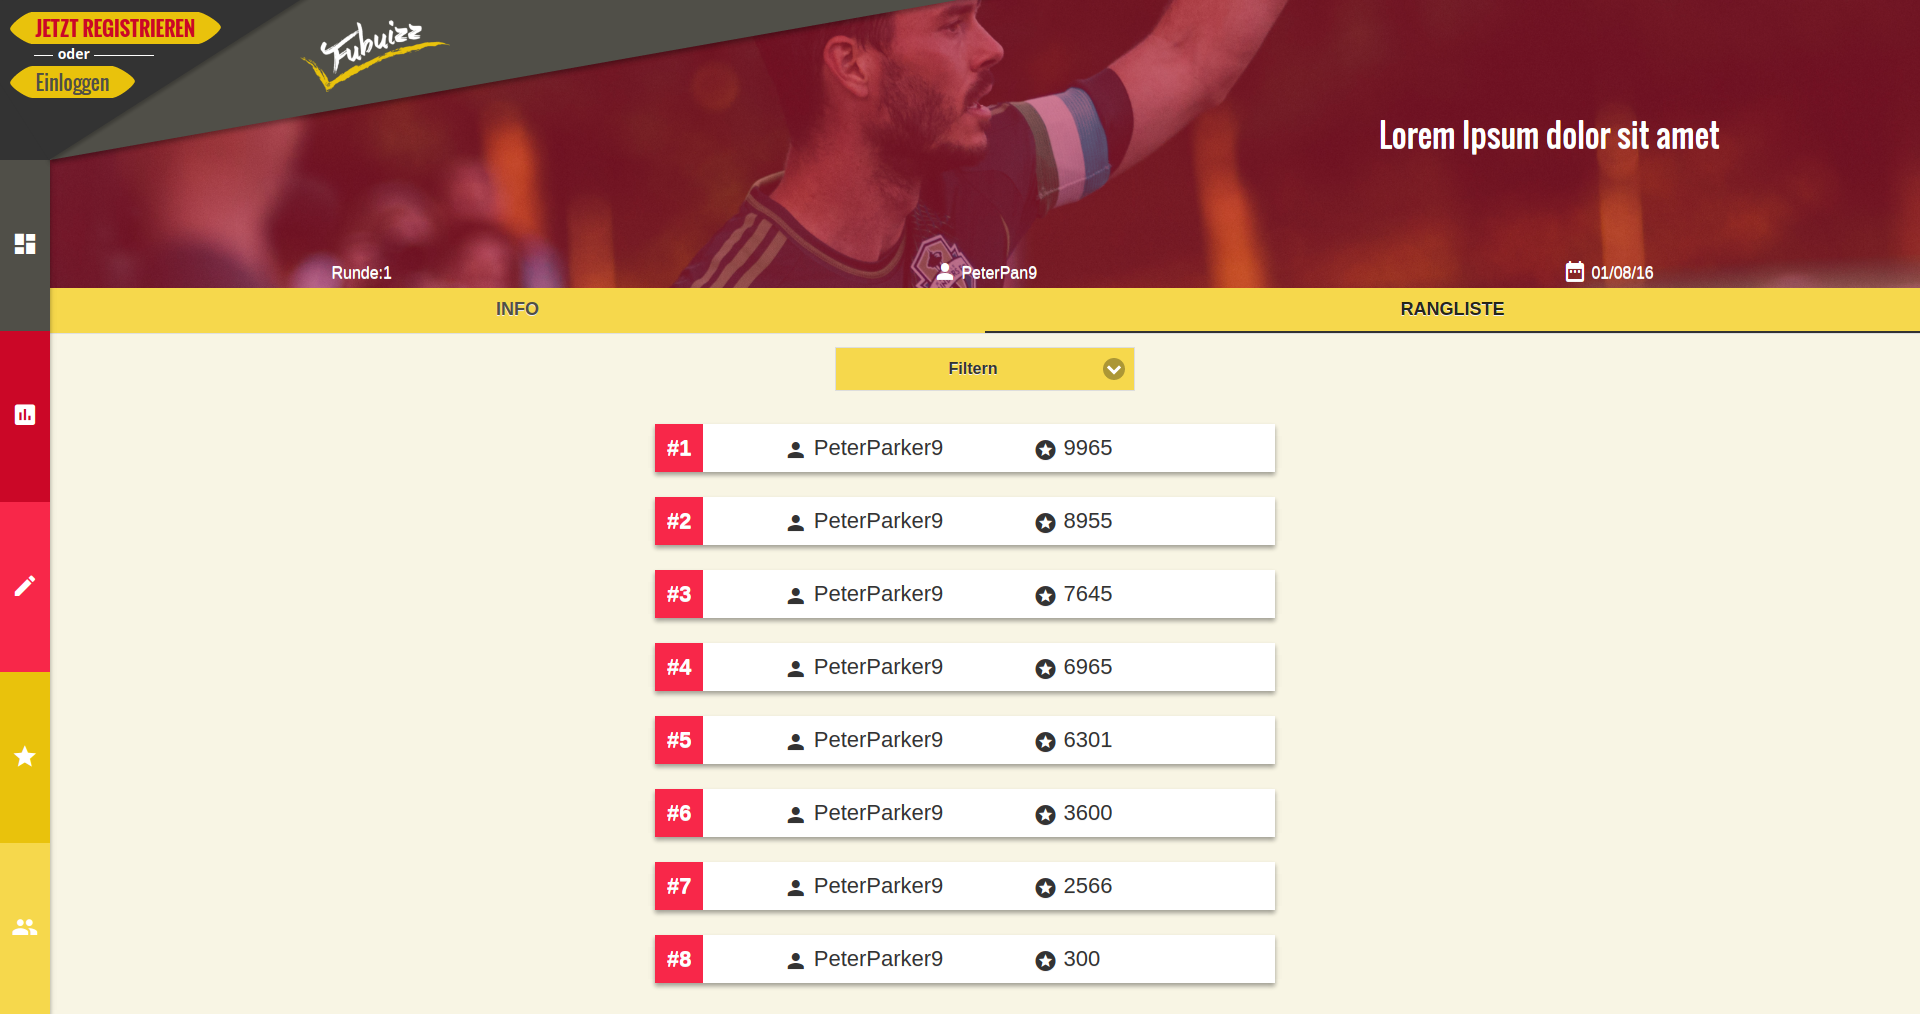 JETZT REGISTRIEREN
oder
Einloggen
Fubuizz
Lorem Ipsum dolor sit amet
Runde:1
PeterPan9
01/08/16
INFO
RANGLISTE
Filtern
#1 PeterParker9 9965
#2 PeterParker9 8955
#3 PeterParker9 7645
#4 PeterParker9 6965
#5 PeterParker9 6301
#6 PeterParker9 3600
#7 PeterParker9 2566
#8 PeterParker9 300